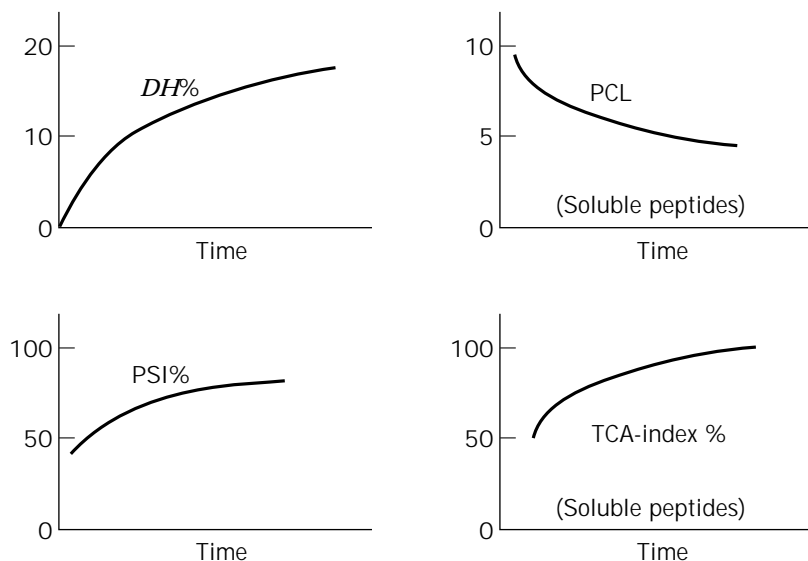 20
DH%
10
0
Time
10
PCL
5
(Soluble peptides)
0
Time
100
PSI%
50
0
Time
100
50
TCA-index %
(Soluble peptides)
0
Time